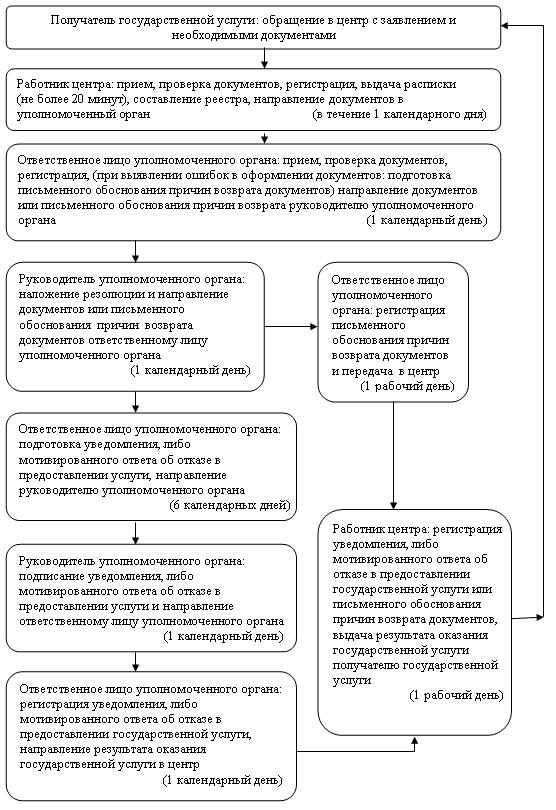 Получатель государственной услуги: обращение в центр с заявлением и
необходимыми документами
Работник центра: прием, проверка документов, регистрация, выдача расписки
(не более 20 минут), составление реестра, направление документов в
уполномоченный орган (в течение 1 календарного дня)
Ответственное лицо уполномоченного органа: прием, проверка документов,
регистрация, (при выявлении ошибок в оформлении документов: подготовка
письменного обоснования причин возврата документов) направление документов
или письменного обоснования причин возврата руководителю уполномоченного
органа (1 календарный день)
Руководитель уполномоченного органа:
наложение резолюции и направление
документов или письменного
обоснования причин возврата
документов ответственному лицу
уполномоченного органа
(1 календарный день)
Ответственное лицо
уполномоченного
органа: регистрация
письменного
обоснования причин
возврата документов
и передача в центр
(1 рабочий день)
Ответственное лицо уполномоченного органа:
подготовка уведомления, либо
мотивированного ответа об отказе в
предоставлении услуги, направление
руководителю уполномоченного органа
(6 календарных дней)
Руководитель уполномоченного органа:
подписание уведомления, либо
мотивированного ответа об отказе в
предоставлении услуги и направление
ответственному лицу уполномоченного органа
(1 календарный день)
Ответственное лицо уполномоченного органа:
регистрация уведомления, либо
мотивированного ответа об отказе в
предоставлении государственной услуги,
направление результата оказания
государственной услуги в центр
(1 календарный день)
Работник центра: регистрация
уведомления, либо
мотивированного ответа об
отказе в предоставлении
государственной услуги или
письменного обоснования
причин возврата документов,
выдача результата оказания
государственной услуги
получателю государственной
услуги
(1 рабочий день)